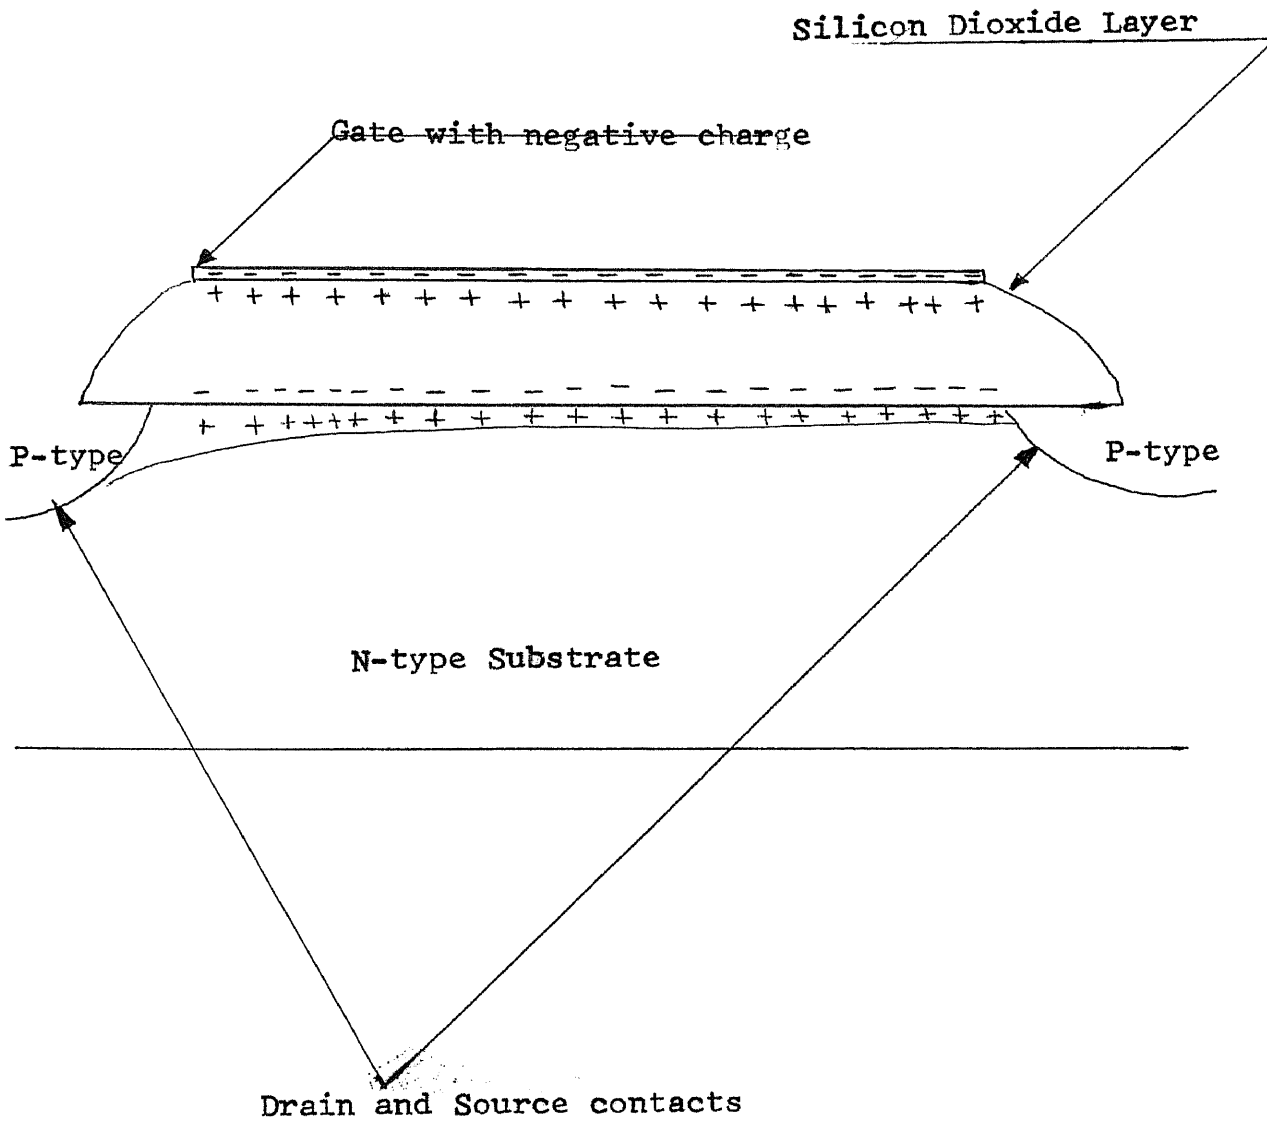 Silicon Dioxide Layer
Gate with negative charge
P-type
P-type
N-type Substrate
Drain and Source contacts